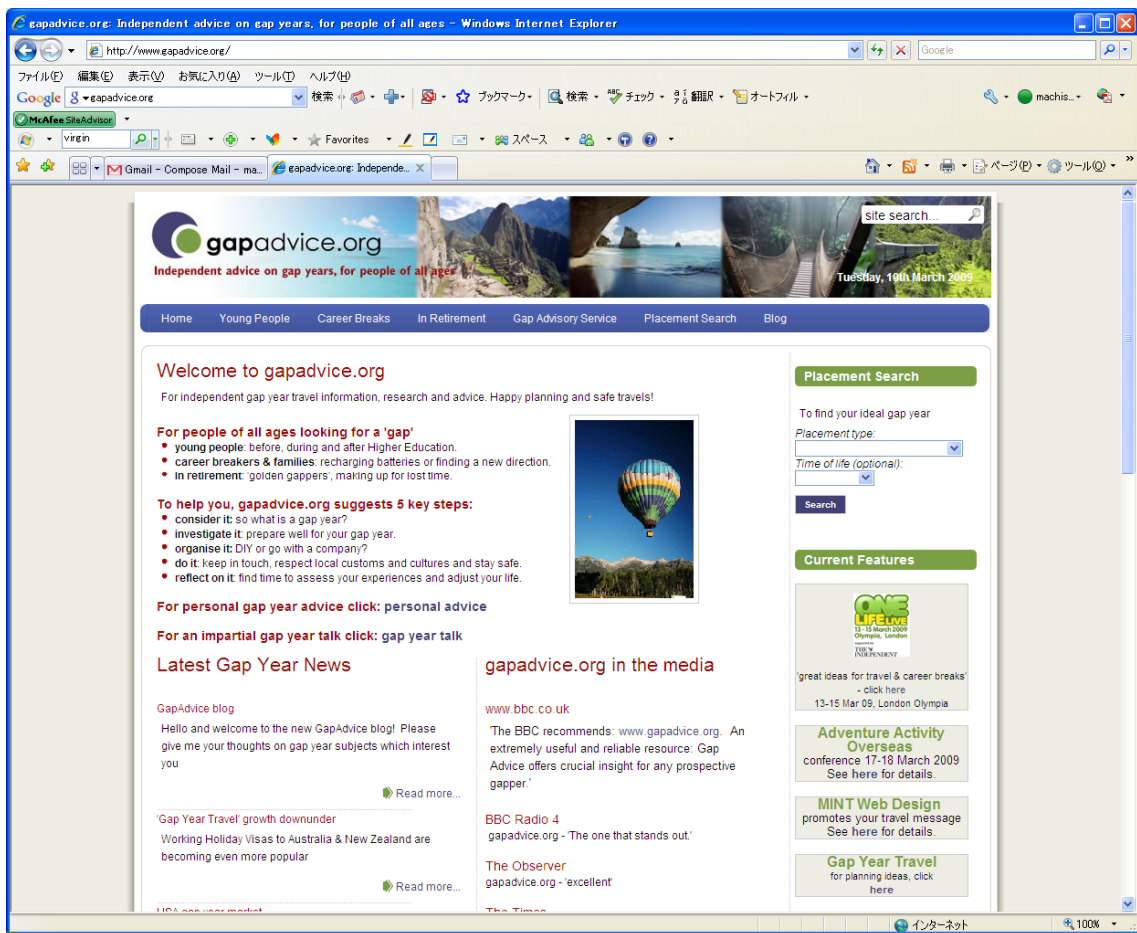 gapadvice.org: Independent advice on gap years, for people of all ages - Windows Internet Explorer
http://www.gapadvice.org/
Google
ファイル(F) 編集(E) 表示(V) お気に入り(A) ツール(T) ヘルプ(H)
Google gapadvice.org 検索 ブックマーク 検索 チェック 翻訳 オートフィル machis...
McAfee SiteAdvisor
virgin Favorites スペース
Gmail - Compose Mail - ma... gapadvice.org: Independe... ページ(P) ツール(O)
site search...
gapadvice.org
Independent advice on gap years, for people of all ages
Tuesday, 10th March 2009
Home Young People Career Breaks In Retirement Gap Advisory Service Placement Search Blog
Welcome to gapadvice.org
For independent gap year travel information, research and advice. Happy planning and safe travels!
For people of all ages looking for a 'gap'
young people: before, during and after Higher Education.
career breakers & families: recharging batteries or finding a new direction.
in retirement: 'golden gappers', making up for lost time.
To help you, gapadvice.org suggests 5 key steps:
consider it: so what is a gap year?
investigate it: prepare well for your gap year.
organise it: DIY or go with a company?
do it: keep in touch, respect local customs and cultures and stay safe.
reflect on it: find time to assess your experiences and adjust your life.
For personal gap year advice click: personal advice
For an impartial gap year talk click: gap year talk
Latest Gap Year News
GapAdvice blog
Hello and welcome to the new GapAdvice blog! Please
give me your thoughts on gap year subjects which interest
you
Read more...
'Gap Year Travel' growth downunder
Working Holiday Visas to Australia & New Zealand are
becoming even more popular
Read more...
USA gap year market
gapadvice.org in the media
www.bbc.co.uk
'The BBC recommends: www.gapadvice.org. An
extremely useful and reliable resource: Gap
Advice offers crucial insight for any prospective
gapper.'
BBC Radio 4
gapadvice.org - 'The one that stands out.'
The Observer
gapadvice.org - 'excellent'
The Times
Placement Search
To find your ideal gap year
Placement type:
Time of life (optional):
Search
Current Features
ONE
LIFE LIVE
13 - 15 March 2009
Olympia, London
THE
INDEPENDENT
'great ideas for travel & career breaks'
- click here
13-15 Mar 09, London Olympia
Adventure Activity
Overseas
conference 17-18 March 2009
See here for details.
MINT Web Design
promotes your travel message
See here for details.
Gap Year Travel
for planning ideas, click
here
インターネット 100%